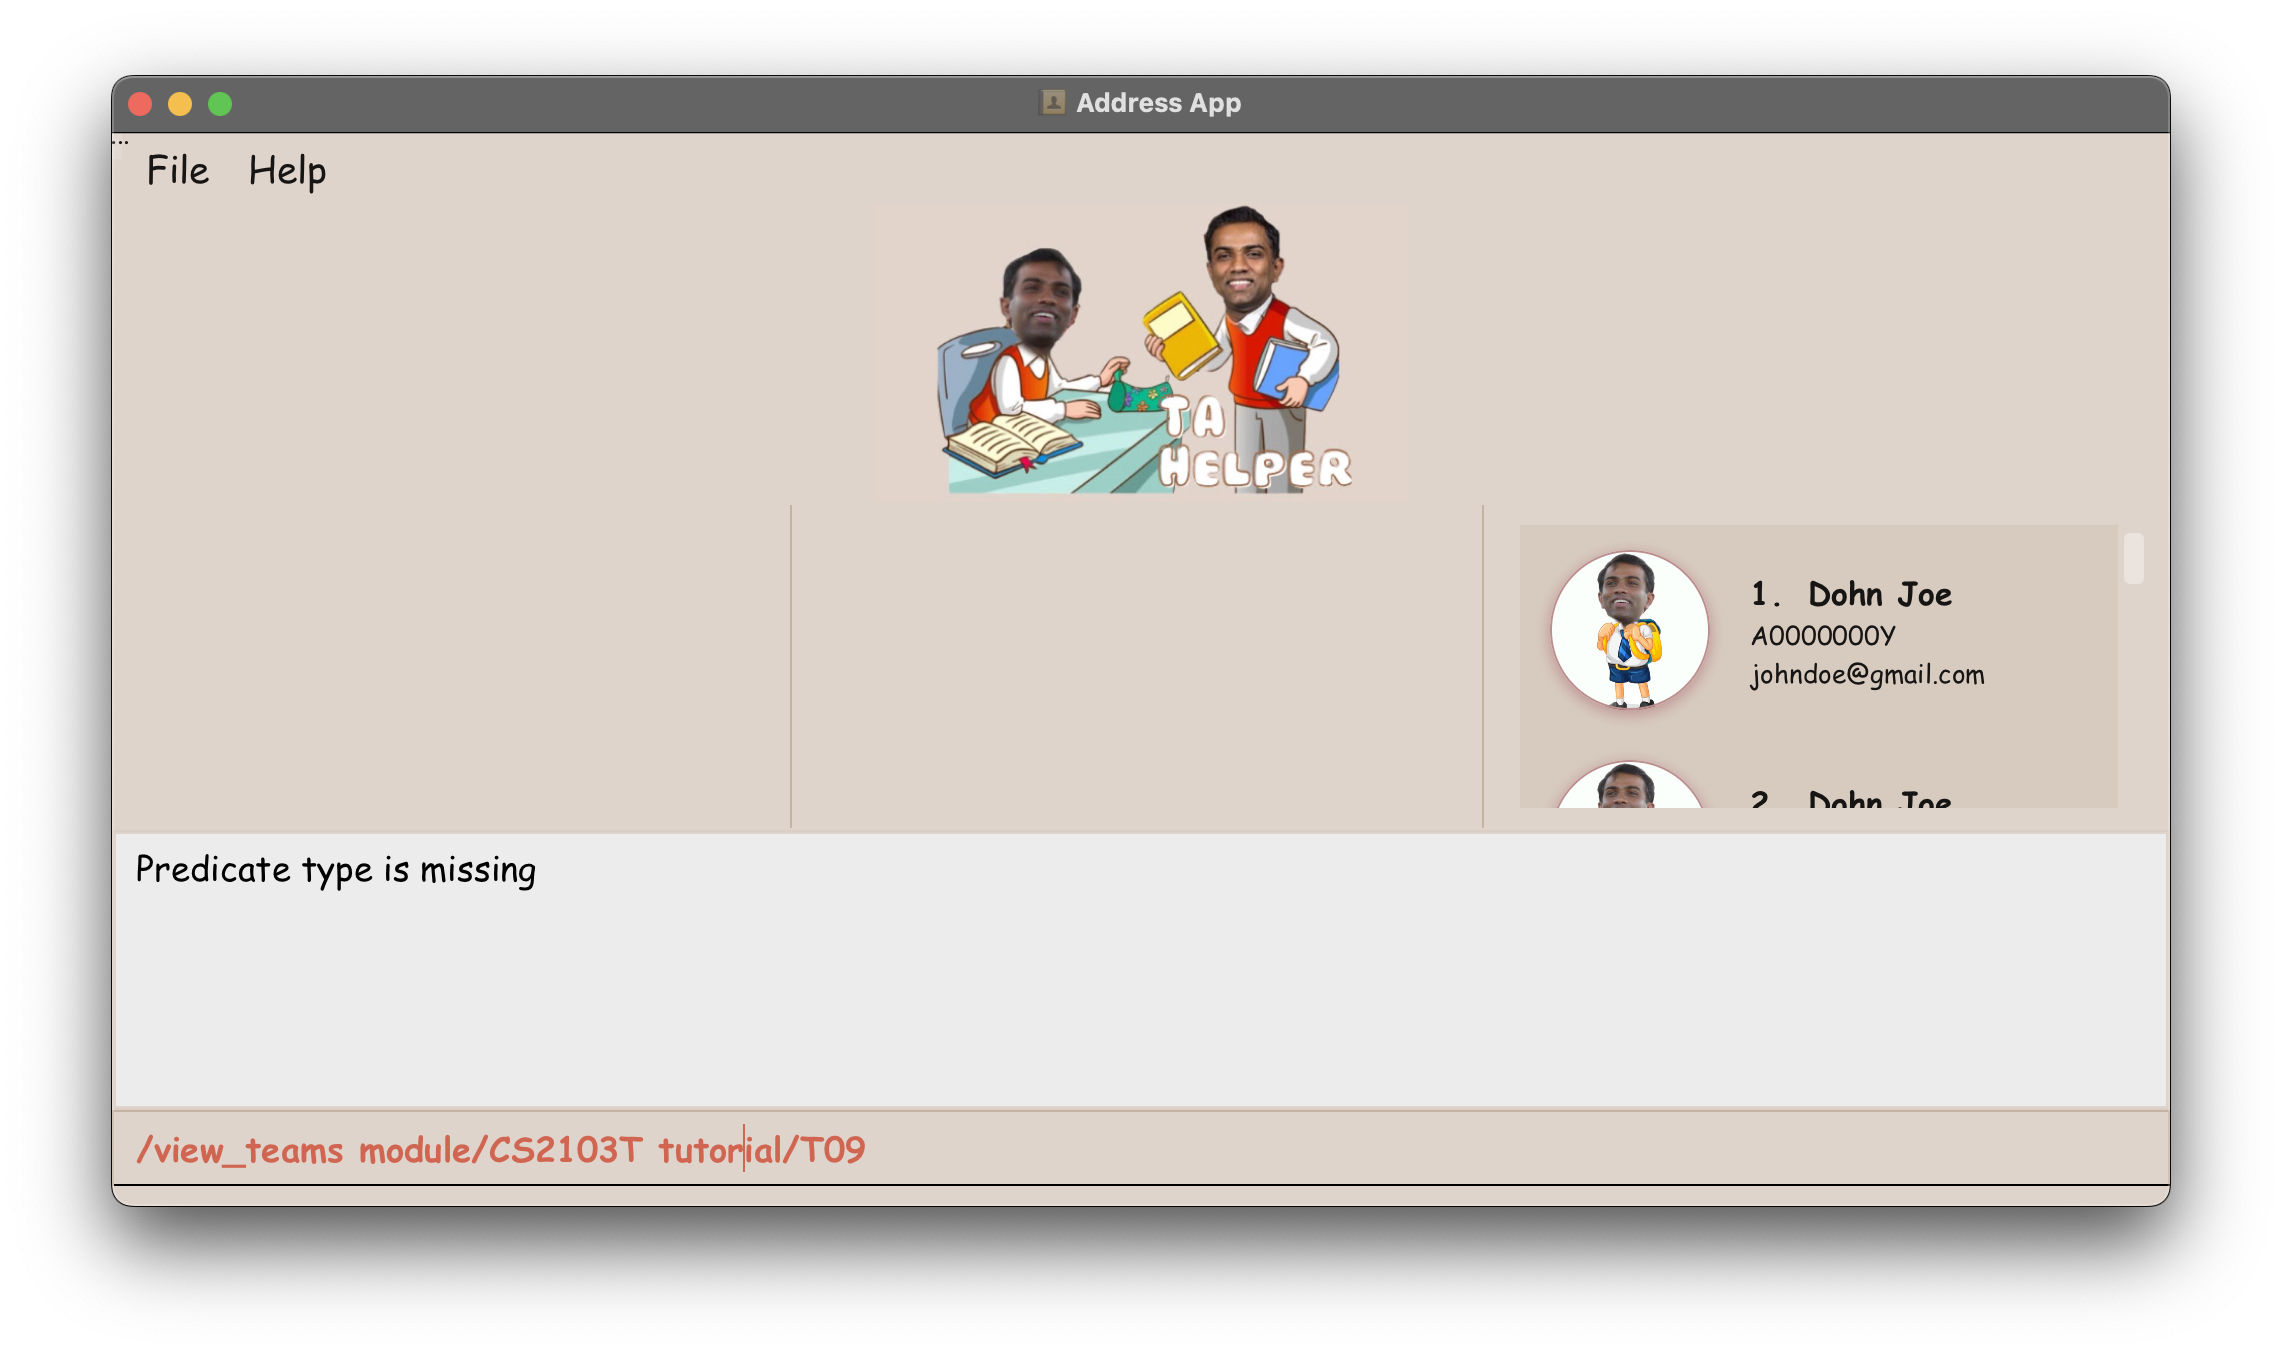 Address App
File Help
TA
HELPER
1. Dohn Joe
A0000000Y
johndoe@gmail.com
2. Dohn Joe
Predicate type is missing
/view_teams module/CS2103T tutorial/T09